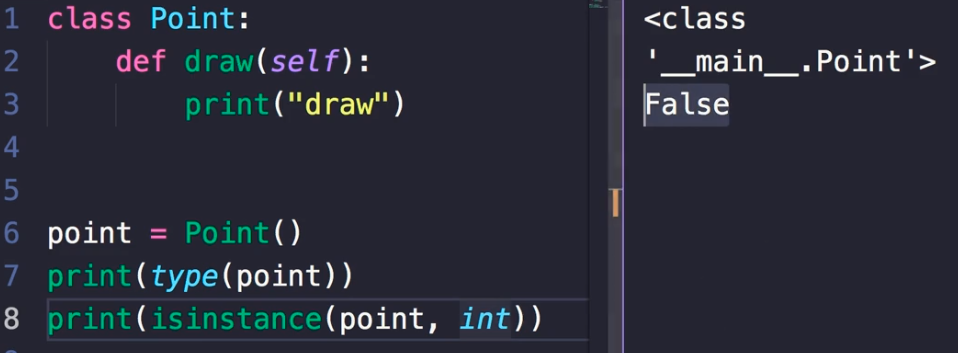 1 class Point:
2     def draw(self):
3         print("draw")
4
5
6 point = Point()
7 print(type(point))
8 print(isinstance(point, int))
<class
'__main__.Point'>
False